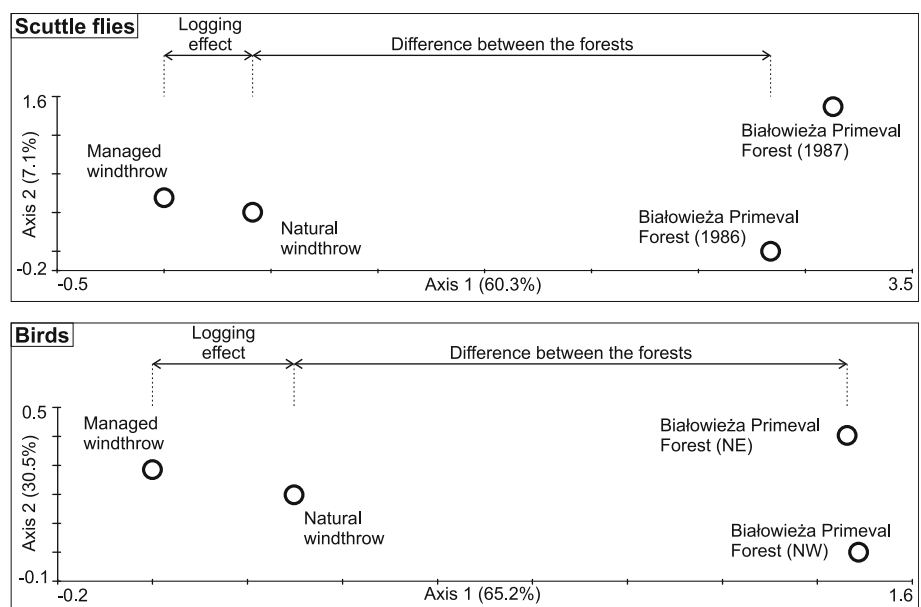 Scuttle flies
Logging
effect
Difference between the forests
1.6
Axis 2 (7.1%)
-0.2
Managed
windthrow
Natural
windthrow
Białowieża Primeval
Forest (1987)
Białowieża Primeval
Forest (1986)
-0.5
Axis 1 (60.3%)
3.5
Birds
Logging
effect
Difference between the forests
0.5
Axis 2 (30.5%)
-0.1
Managed
windthrow
Natural
windthrow
Białowieża Primeval
Forest (NE)
Białowieża Primeval
Forest (NW)
-0.2
Axis 1 (65.2%)
1.6